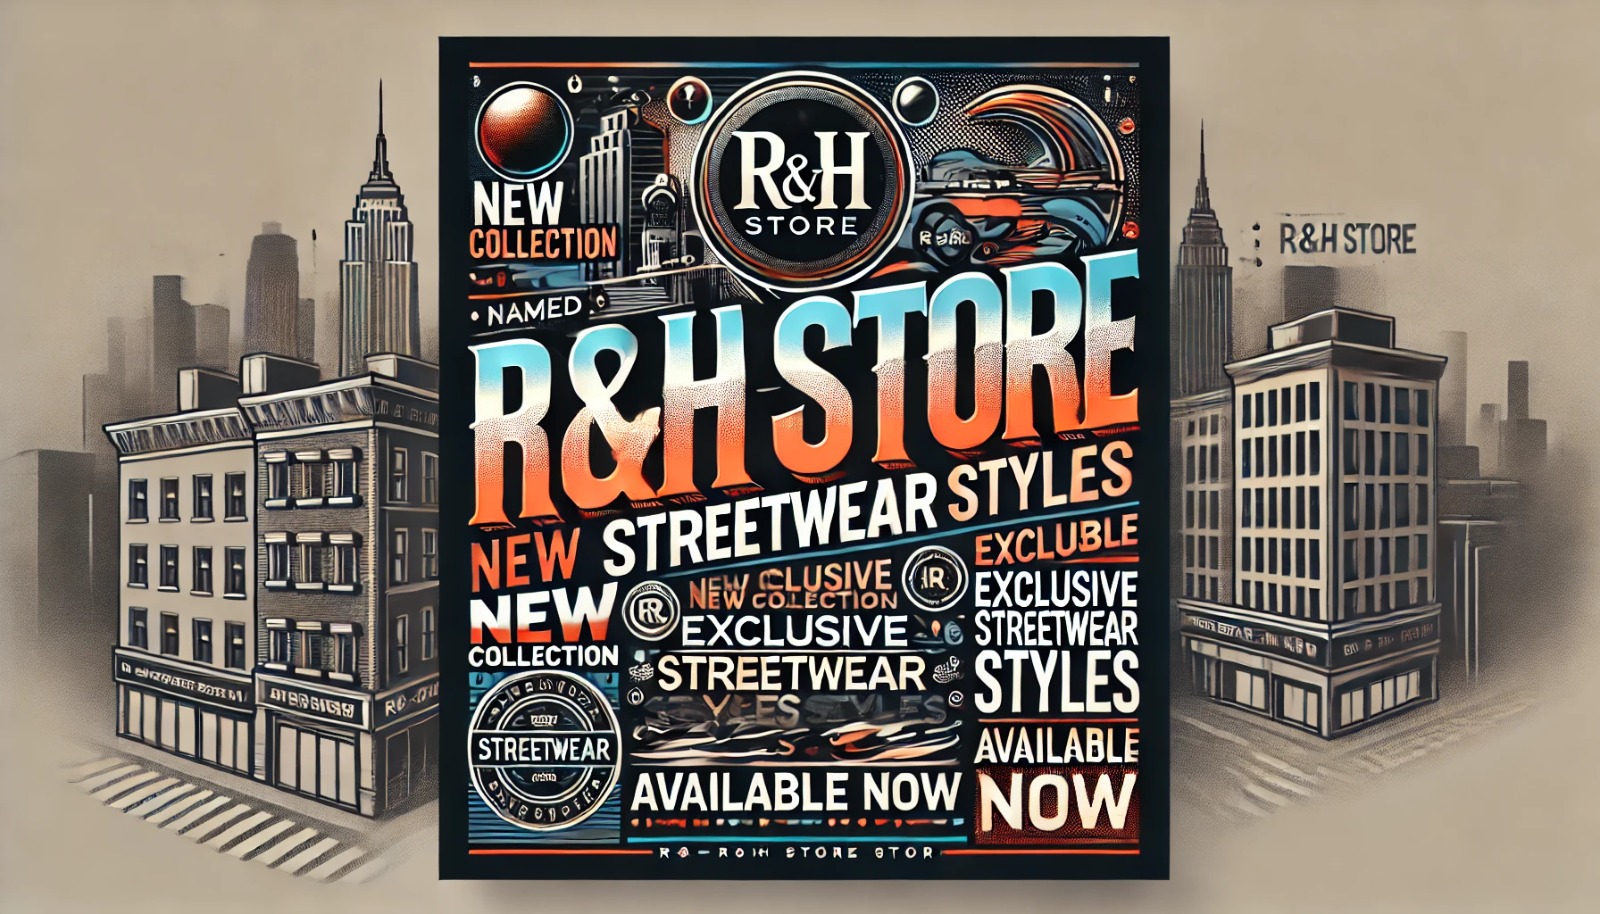 R&H
STORE
NEW
COLLECTION
• NAMED
R&H STORE
NEW STREETWEAR STYLES
NEW
COLLECTION
NEW CLUSIVE
NEW COLLECTION
EXCLUSIVE
STREETWEAR
AVAILABLE NOW
EXCLUBLE
EXCLUSIVE
STREETWEAR
STYLES
AVAILABLE
NOW
STREETWEAR
R&H STORE